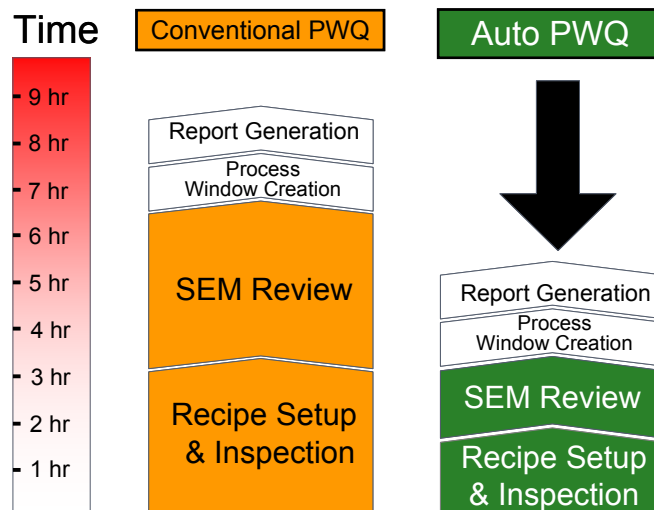 Time
Conventional PWQ
Auto PWQ
9 hr
8 hr
7 hr
6 hr
5 hr
4 hr
3 hr
2 hr
1 hr
Report Generation
Process
Window Creation
SEM Review
Recipe Setup
& Inspection
Report Generation
Process
Window Creation
SEM Review
Recipe Setup
& Inspection